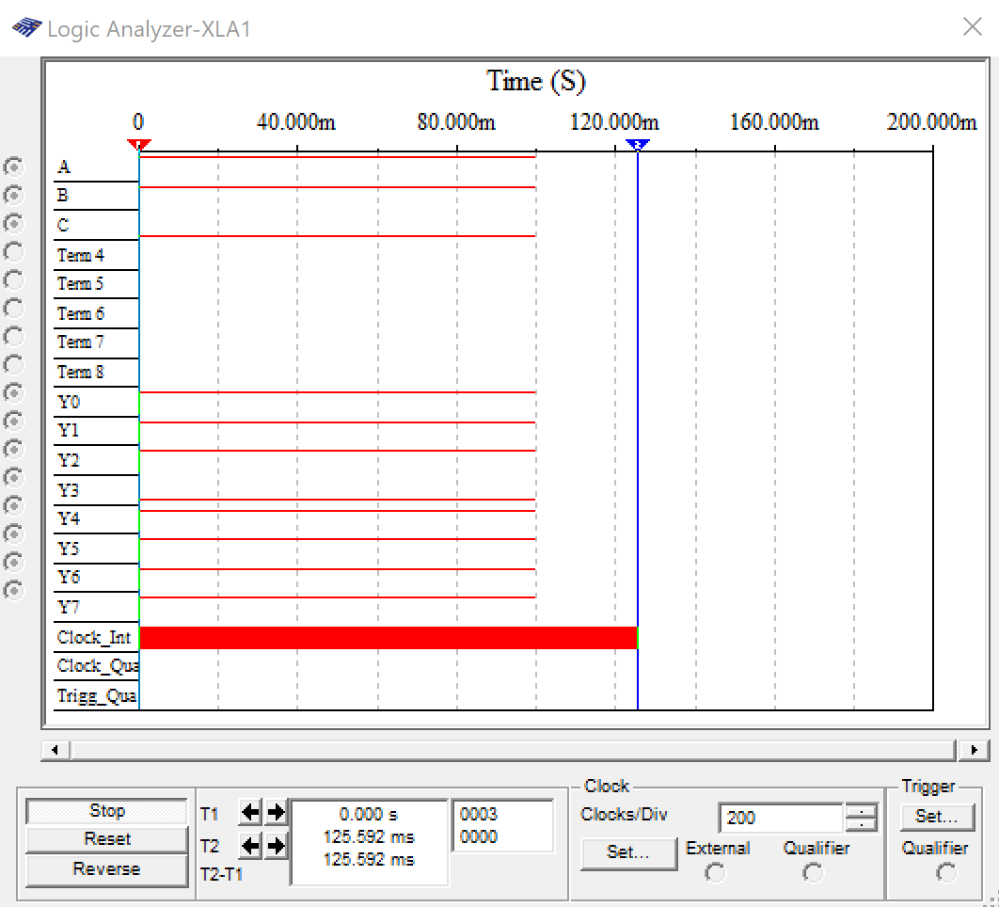 Logic Analyzer-XLA1
Time (S)
0 40.000m 80.000m 120.000m 160.000m 200.000m
A
B
C
Term 4
Term 5
Term 6
Term 7
Term 8
Y0
Y1
Y2
Y3
Y4
Y5
Y6
Y7
Clock_Int
Clock_Qua
Trigg_Qua
Stop
Reset
Reverse
T1 0.000 s 0003
T2 125.592 ms 0000
T2-T1 125.592 ms
Clock
Clocks/Div 200
Set... External Qualifier
Trigger
Set...
Qualifier